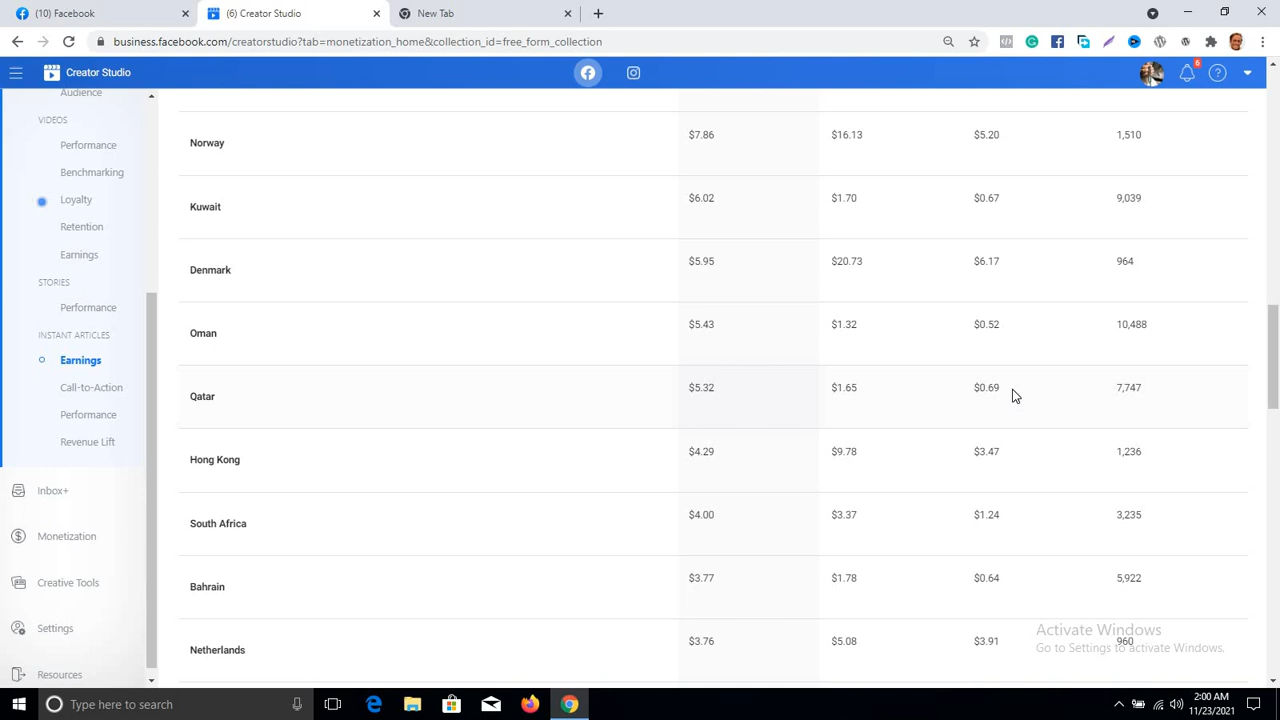 (10) Facebook
(6) Creator Studio
New Tab
business.facebook.com/creatorstudio?tab=monetization_home&collection_id=free_form_collection
Creator Studio
6
Audience
VIDEOS
Performance
Benchmarking
Loyalty
Retention
Earnings
STORIES
Performance
INSTANT ARTICLES
Earnings
Call-to-Action
Performance
Revenue Lift
Inbox+
Monetization
Creative Tools
Settings
Resources
Norway $7.86 $16.13 $5.20 1,510
Kuwait $6.02 $1.70 $0.67 9,039
Denmark $5.95 $20.73 $6.17 964
Oman $5.43 $1.32 $0.52 10,488
Qatar $5.32 $1.65 $0.69 7,747
Hong Kong $4.29 $9.78 $3.47 1,236
South Africa $4.00 $3.37 $1.24 3,235
Bahrain $3.77 $1.78 $0.64 5,922
Netherlands $3.76 $5.08 $3.91 960
Activate Windows
Go to Settings to activate Windows.
Type here to search
2:00 AM
11/23/2021